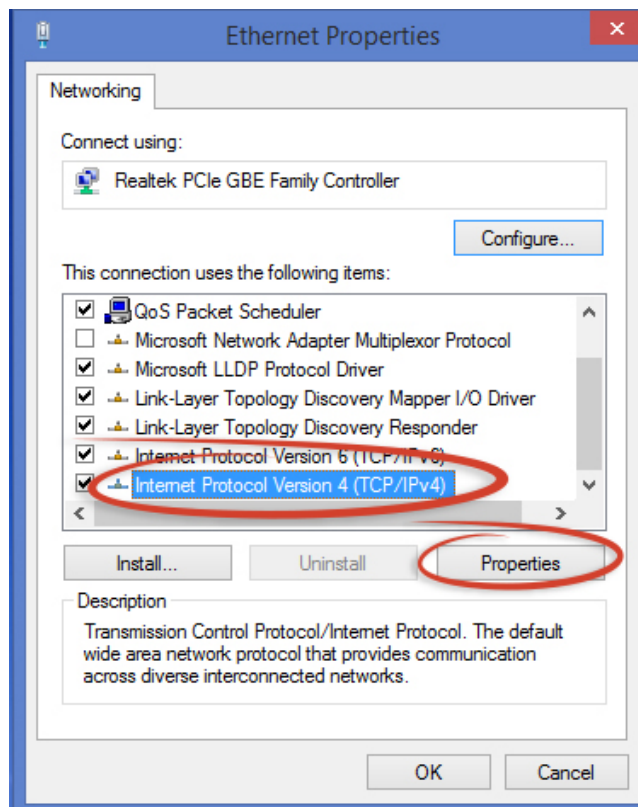 Ethernet Properties
Networking
Connect using:
Realtek PCIe GBE Family Controller
Configure...
This connection uses the following items:
QoS Packet Scheduler
Microsoft Network Adapter Multiplexor Protocol
Microsoft LLDP Protocol Driver
Link-Layer Topology Discovery Mapper I/O Driver
Link-Layer Topology Discovery Responder
Internet Protocol Version 6 (TCP/IPv6)
Internet Protocol Version 4 (TCP/IPv4)
Install...
Uninstall
Properties
Description
Transmission Control Protocol/Internet Protocol. The default
wide area network protocol that provides communication
across diverse interconnected networks.
OK
Cancel